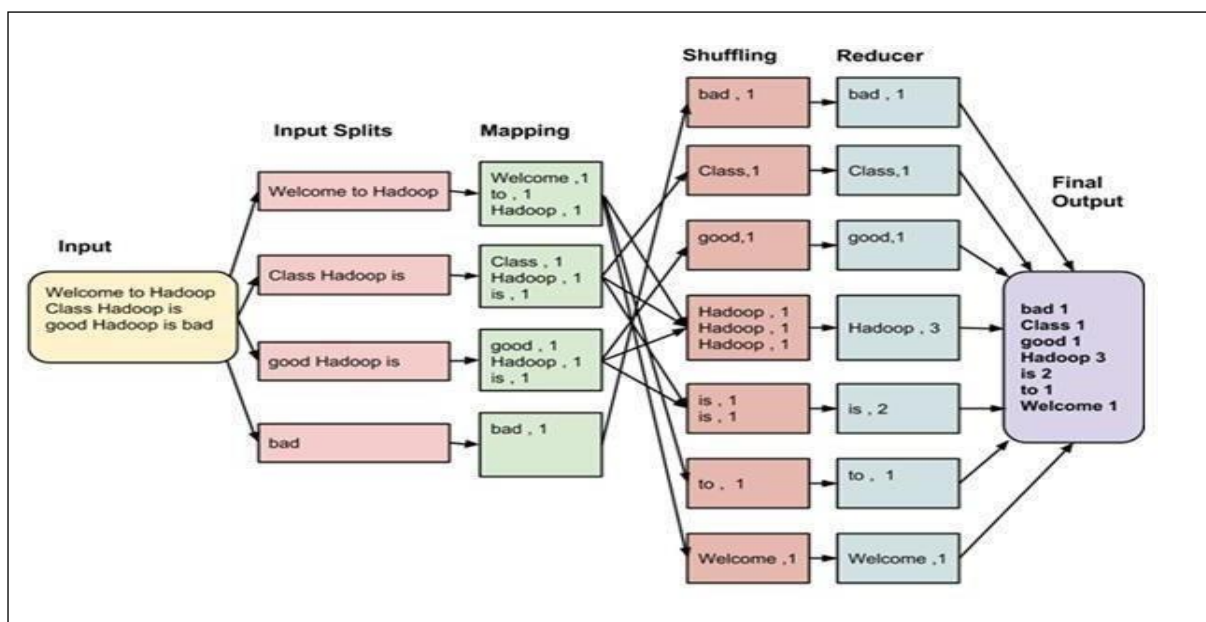 Input
Welcome to Hadoop
Class Hadoop is
good Hadoop is bad
Input Splits
Welcome to Hadoop
Class Hadoop is
good Hadoop is
bad
Mapping
Welcome ,1
to , 1
Hadoop , 1
Class , 1
Hadoop , 1
is , 1
good , 1
Hadoop , 1
is , 1
bad , 1
Shuffling
bad , 1
Class,1
good,1
Hadoop , 1
Hadoop , 1
Hadoop , 1
is , 1
is , 1
to , 1
Welcome ,1
Reducer
bad , 1
Class,1
good,1
Hadoop , 3
is , 2
to , 1
Welcome ,1
Final
Output
bad 1
Class 1
good 1
Hadoop 3
is 2
to 1
Welcome 1